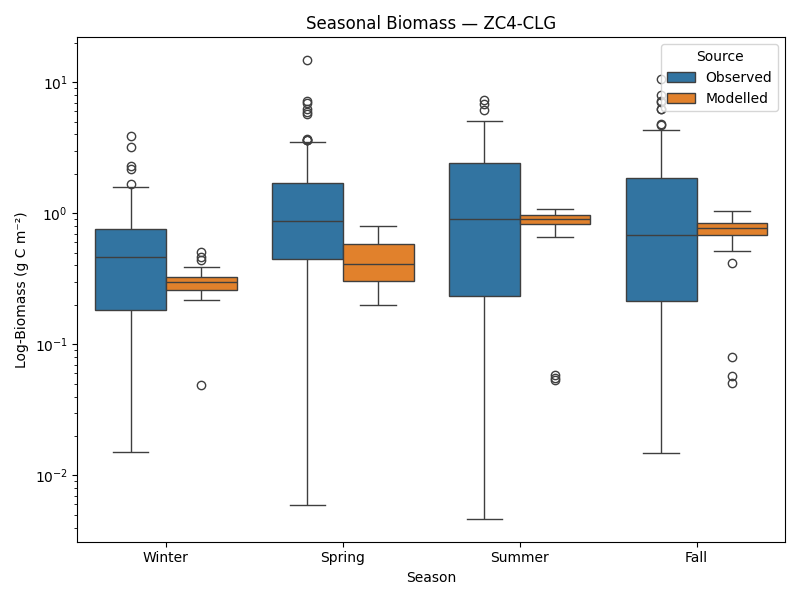 Seasonal Biomass — ZC4-CLG
Source
Observed
Modelled
Log-Biomass (g C m⁻²)
10¹
10⁰
10⁻¹
10⁻²
Winter
Spring
Summer
Fall
Season